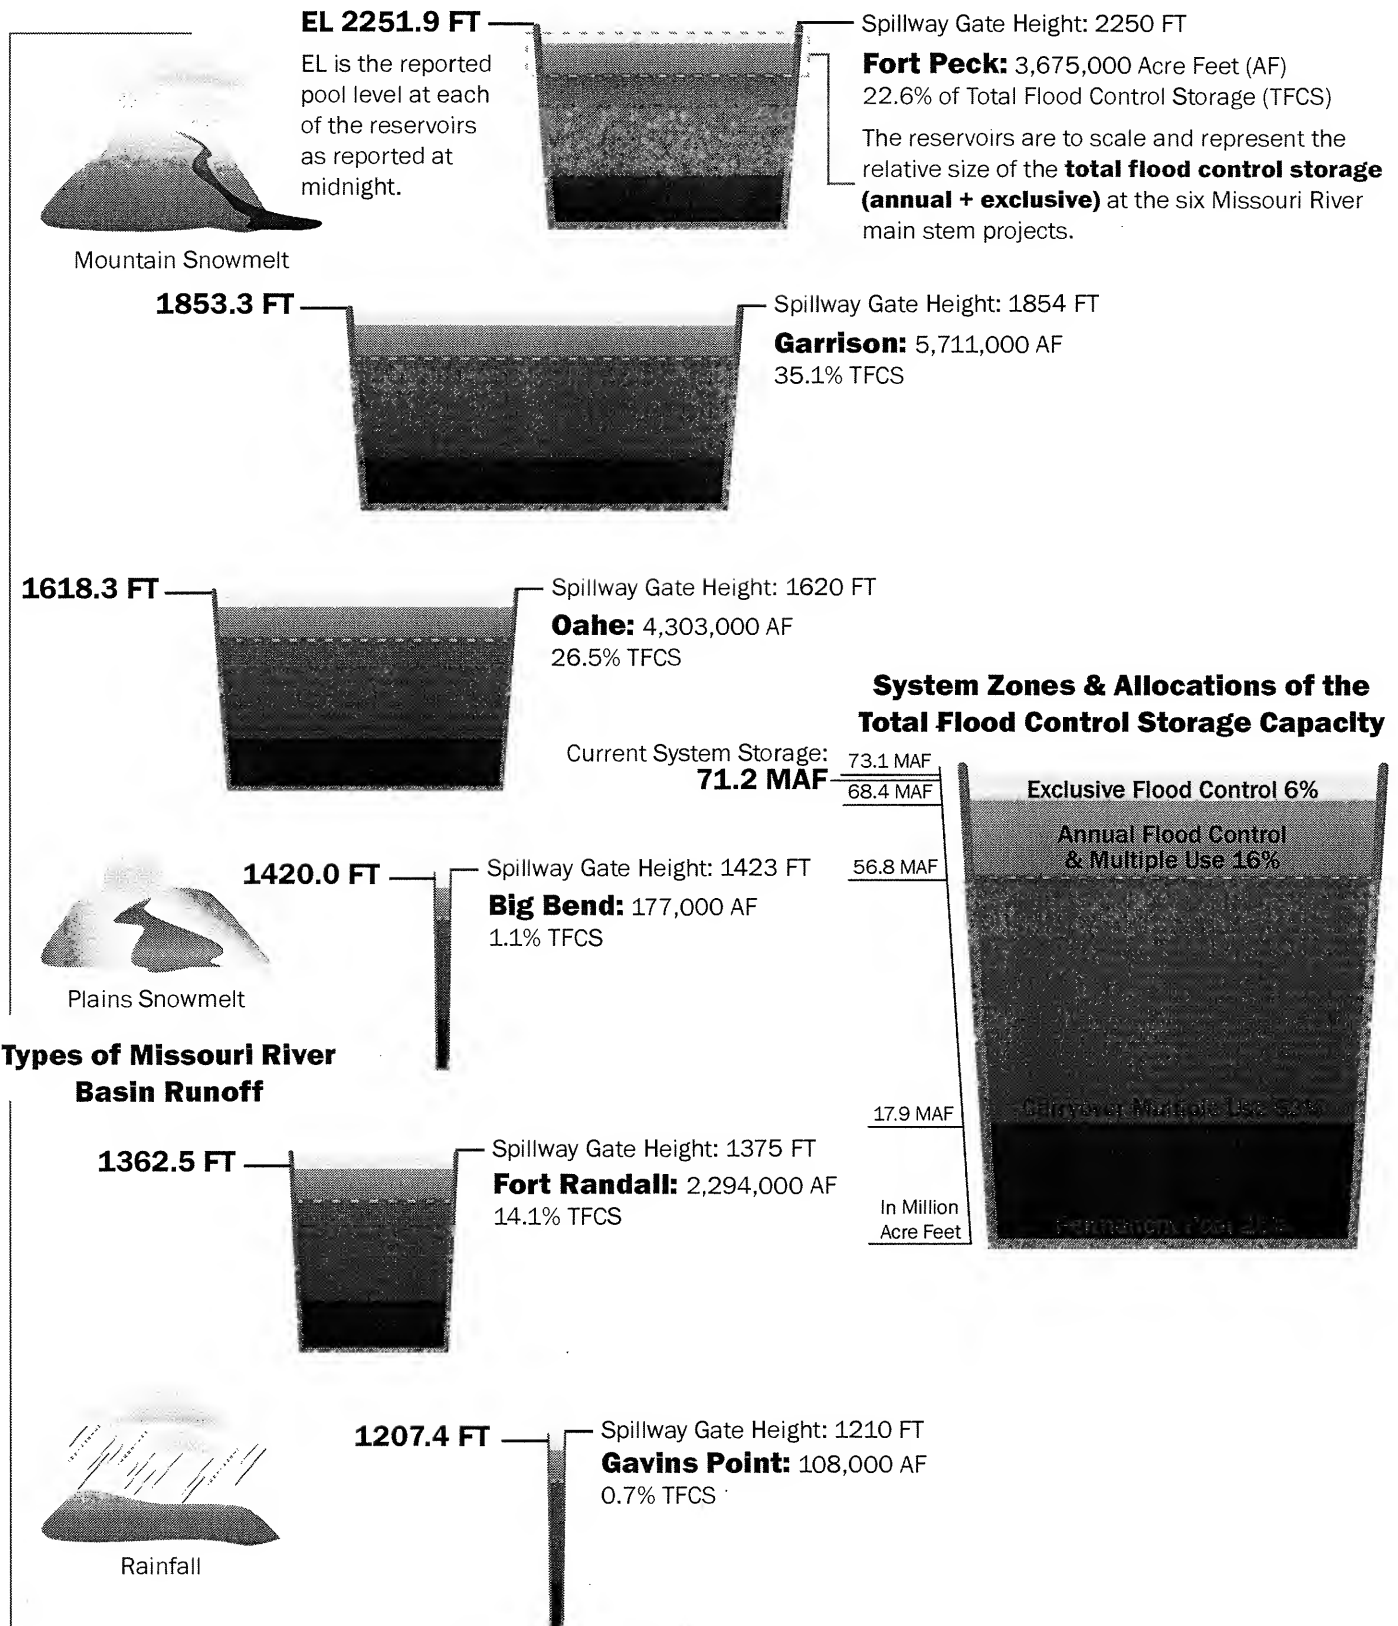 EL 2251.9 FT
EL is the reported
pool level at each
of the reservoirs
as reported at
midnight.
Spillway Gate Height: 2250 FT
Fort Peck: 3,675,000 Acre Feet (AF)
22.6% of Total Flood Control Storage (TFCS)
The reservoirs are to scale and represent the
relative size of the total flood control storage
(annual + exclusive) at the six Missouri River
main stem projects.
Mountain Snowmelt
1853.3 FT
Spillway Gate Height: 1854 FT
Garrison: 5,711,000 AF
35.1% TFCS
1618.3 FT
Spillway Gate Height: 1620 FT
Oahe: 4,303,000 AF
26.5% TFCS
System Zones & Allocations of the
Total Flood Control Storage Capacity
Current System Storage:
71.2 MAF
73.1 MAF
68.4 MAF
56.8 MAF
17.9 MAF
In Million
Acre Feet
Exclusive Flood Control 6%
Annual Flood Control
& Multiple Use 16%
Carryover Multiple Use 53%
Permanent Pool
1420.0 FT
Spillway Gate Height: 1423 FT
Big Bend: 177,000 AF
1.1% TFCS
Plains Snowmelt
Types of Missouri River
Basin Runoff
1362.5 FT
Spillway Gate Height: 1375 FT
Fort Randall: 2,294,000 AF
14.1% TFCS
1207.4 FT
Spillway Gate Height: 1210 FT
Gavins Point: 108,000 AF
0.7% TFCS
Rainfall